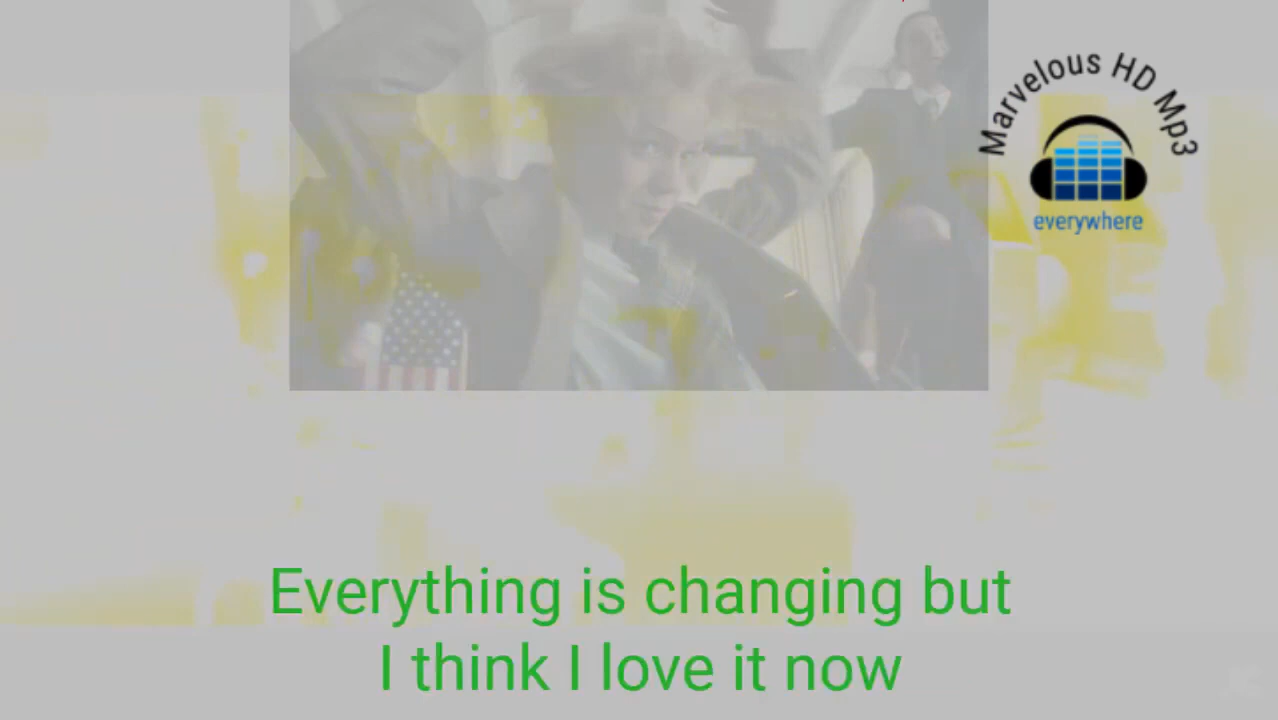 Marvelous HD Mp3
everywhere
Everything is changing but
I think I love it now